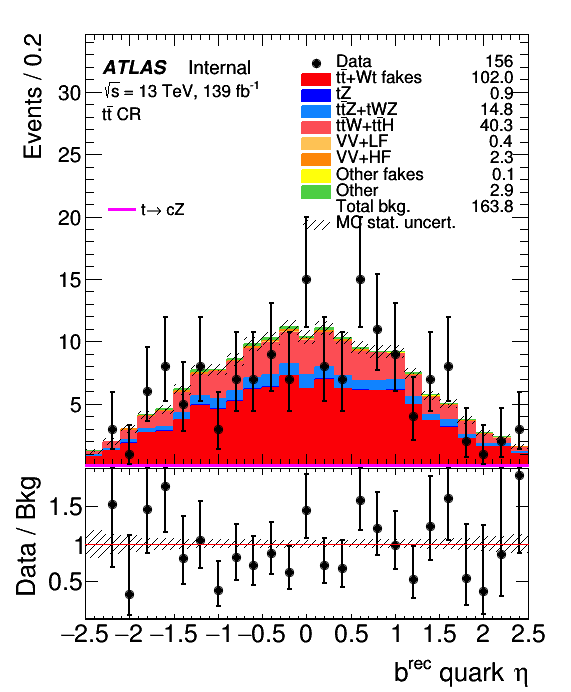 Events / 0.2
ATLAS Internal
√s = 13 TeV, 139 fb⁻¹
tt̄ CR
t→ cZ
Data 156
tt̄+Wt fakes 102.0
tZ 0.9
tt̄Z+tWZ 14.8
tt̄W+tt̄H 40.3
VV+LF 0.4
VV+HF 2.3
Other fakes 0.1
Other 2.9
Total bkg. 163.8
MC stat. uncert.
30
25
20
15
10
5
Data / Bkg
1.5
1
0.5
−2.5 −2 −1.5 −1 −0.5 0 0.5 1 1.5 2 2.5
b^rec quark η